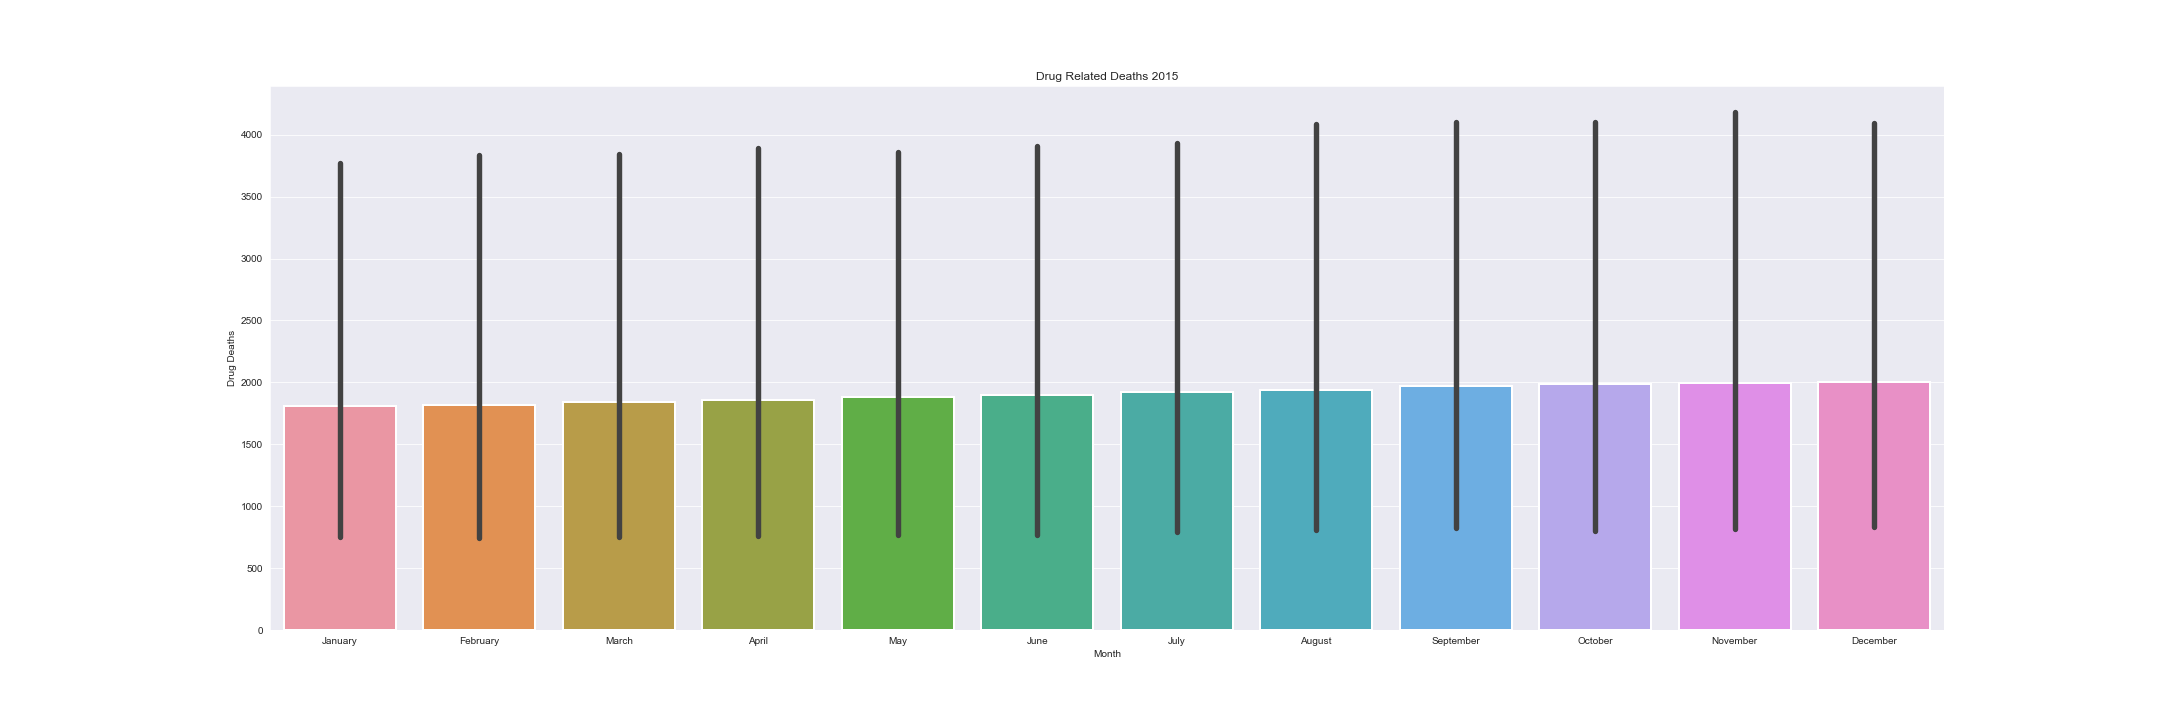 Drug Related Deaths 2015
Drug Deaths
4000
3500
3000
2500
2000
1500
1000
500
0
January February March April May June July August September October November December
Month